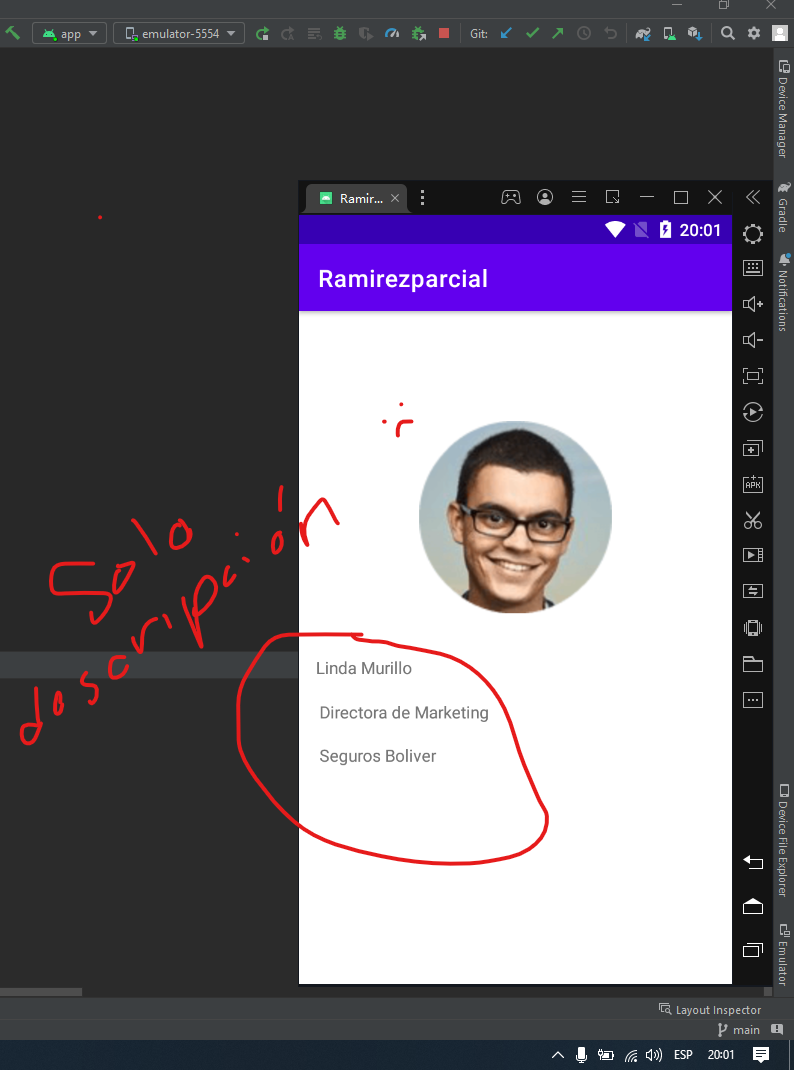 app
emulator-5554
Git:
Device Manager
Gradle
Notifications
Ramir...
20:01
Ramirezparcial
APK
Solo
descripción
Linda Murillo
Directora de Marketing
Seguros Boliver
Device File Explorer
Emulator
Layout Inspector
main
ESP
20:01